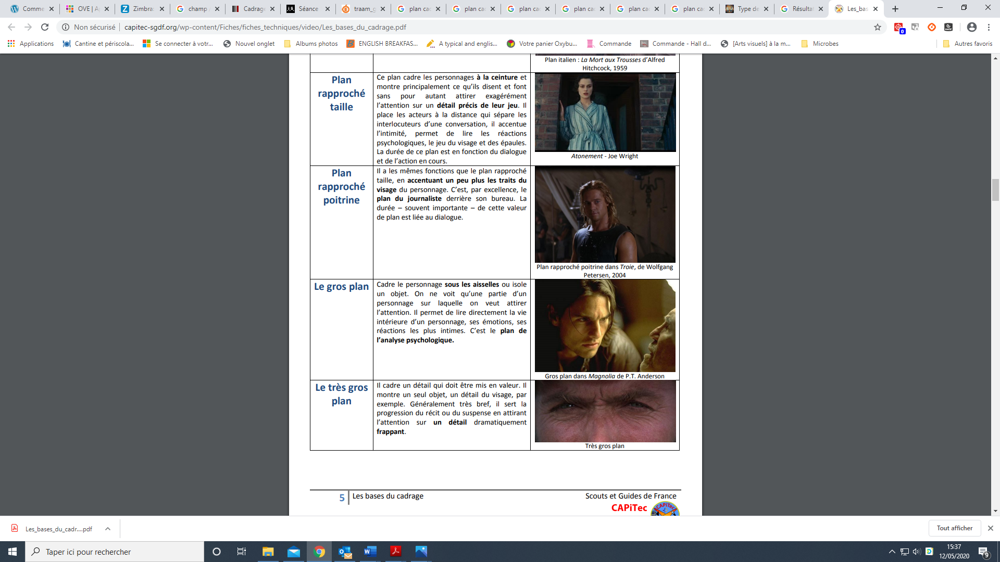 Comme
OVE | A
Zimbra:
champ
Cadrage
Séance
traam_g
plan cad
plan cad
plan cad
plan cad
plan cad
plan cad
Type de
Résultat
Les_bas
Non sécurisé
capitec-sgdf.org/wp-content/Fiches/fiches_techniques/video/Les_bases_du_cadrage.pdf
0
Applications
Cantine et périscola...
Se connecter à votr...
Nouvel onglet
Albums photos
ENGLISH BREAKFAS...
A typical and englis...
Votre panier Oxybu...
Commande
Commande - Hall d...
[Arts visuels] à la m...
Microbes
Autres favoris
Plan italien : La Mort aux Trousses d'Alfred
Hitchcock, 1959
Plan
rapproché
taille
Ce plan cadre les personnages à la ceinture et
montre principalement ce qu'ils disent et font
sans pour autant attirer exagérément
l'attention sur un détail précis de leur jeu. Il
place les acteurs à la distance qui sépare les
interlocuteurs d'une conversation, il accentue
l'intimité, permet de lire les réactions
psychologiques, le jeu du visage et des épaules.
La durée de ce plan est en fonction du dialogue
et de l'action en cours.
Atonement - Joe Wright
Plan
rapproché
poitrine
Il a les mêmes fonctions que le plan rapproché
taille, en accentuant un peu plus les traits du
visage du personnage. C'est, par excellence, le
plan du journaliste derrière son bureau. La
durée – souvent importante – de cette valeur
de plan est liée au dialogue.
Plan rapproché poitrine dans Troie, de Wolfgang
Petersen, 2004
Le gros plan
Cadre le personnage sous les aisselles ou isole
un objet. On ne voit qu'une partie d'un
personnage sur laquelle on veut attirer
l'attention. Il permet de lire directement la vie
intérieure d'un personnage, ses émotions, ses
réactions les plus intimes. C'est le plan de
l'analyse psychologique.
Gros plan dans Magnolia de P.T. Anderson
Le très gros
plan
Il cadre un détail qui doit être mis en valeur. Il
montre un seul objet, un détail du visage, par
exemple. Généralement très bref, il sert la
progression du récit ou du suspense en attirant
l'attention sur un détail dramatiquement
frappant.
Très gros plan
5
Les bases du cadrage
Scouts et Guides de France
CAPiTec
Les_bases_du_cadr....pdf
Tout afficher
Taper ici pour rechercher
15:37
12/05/2020
9